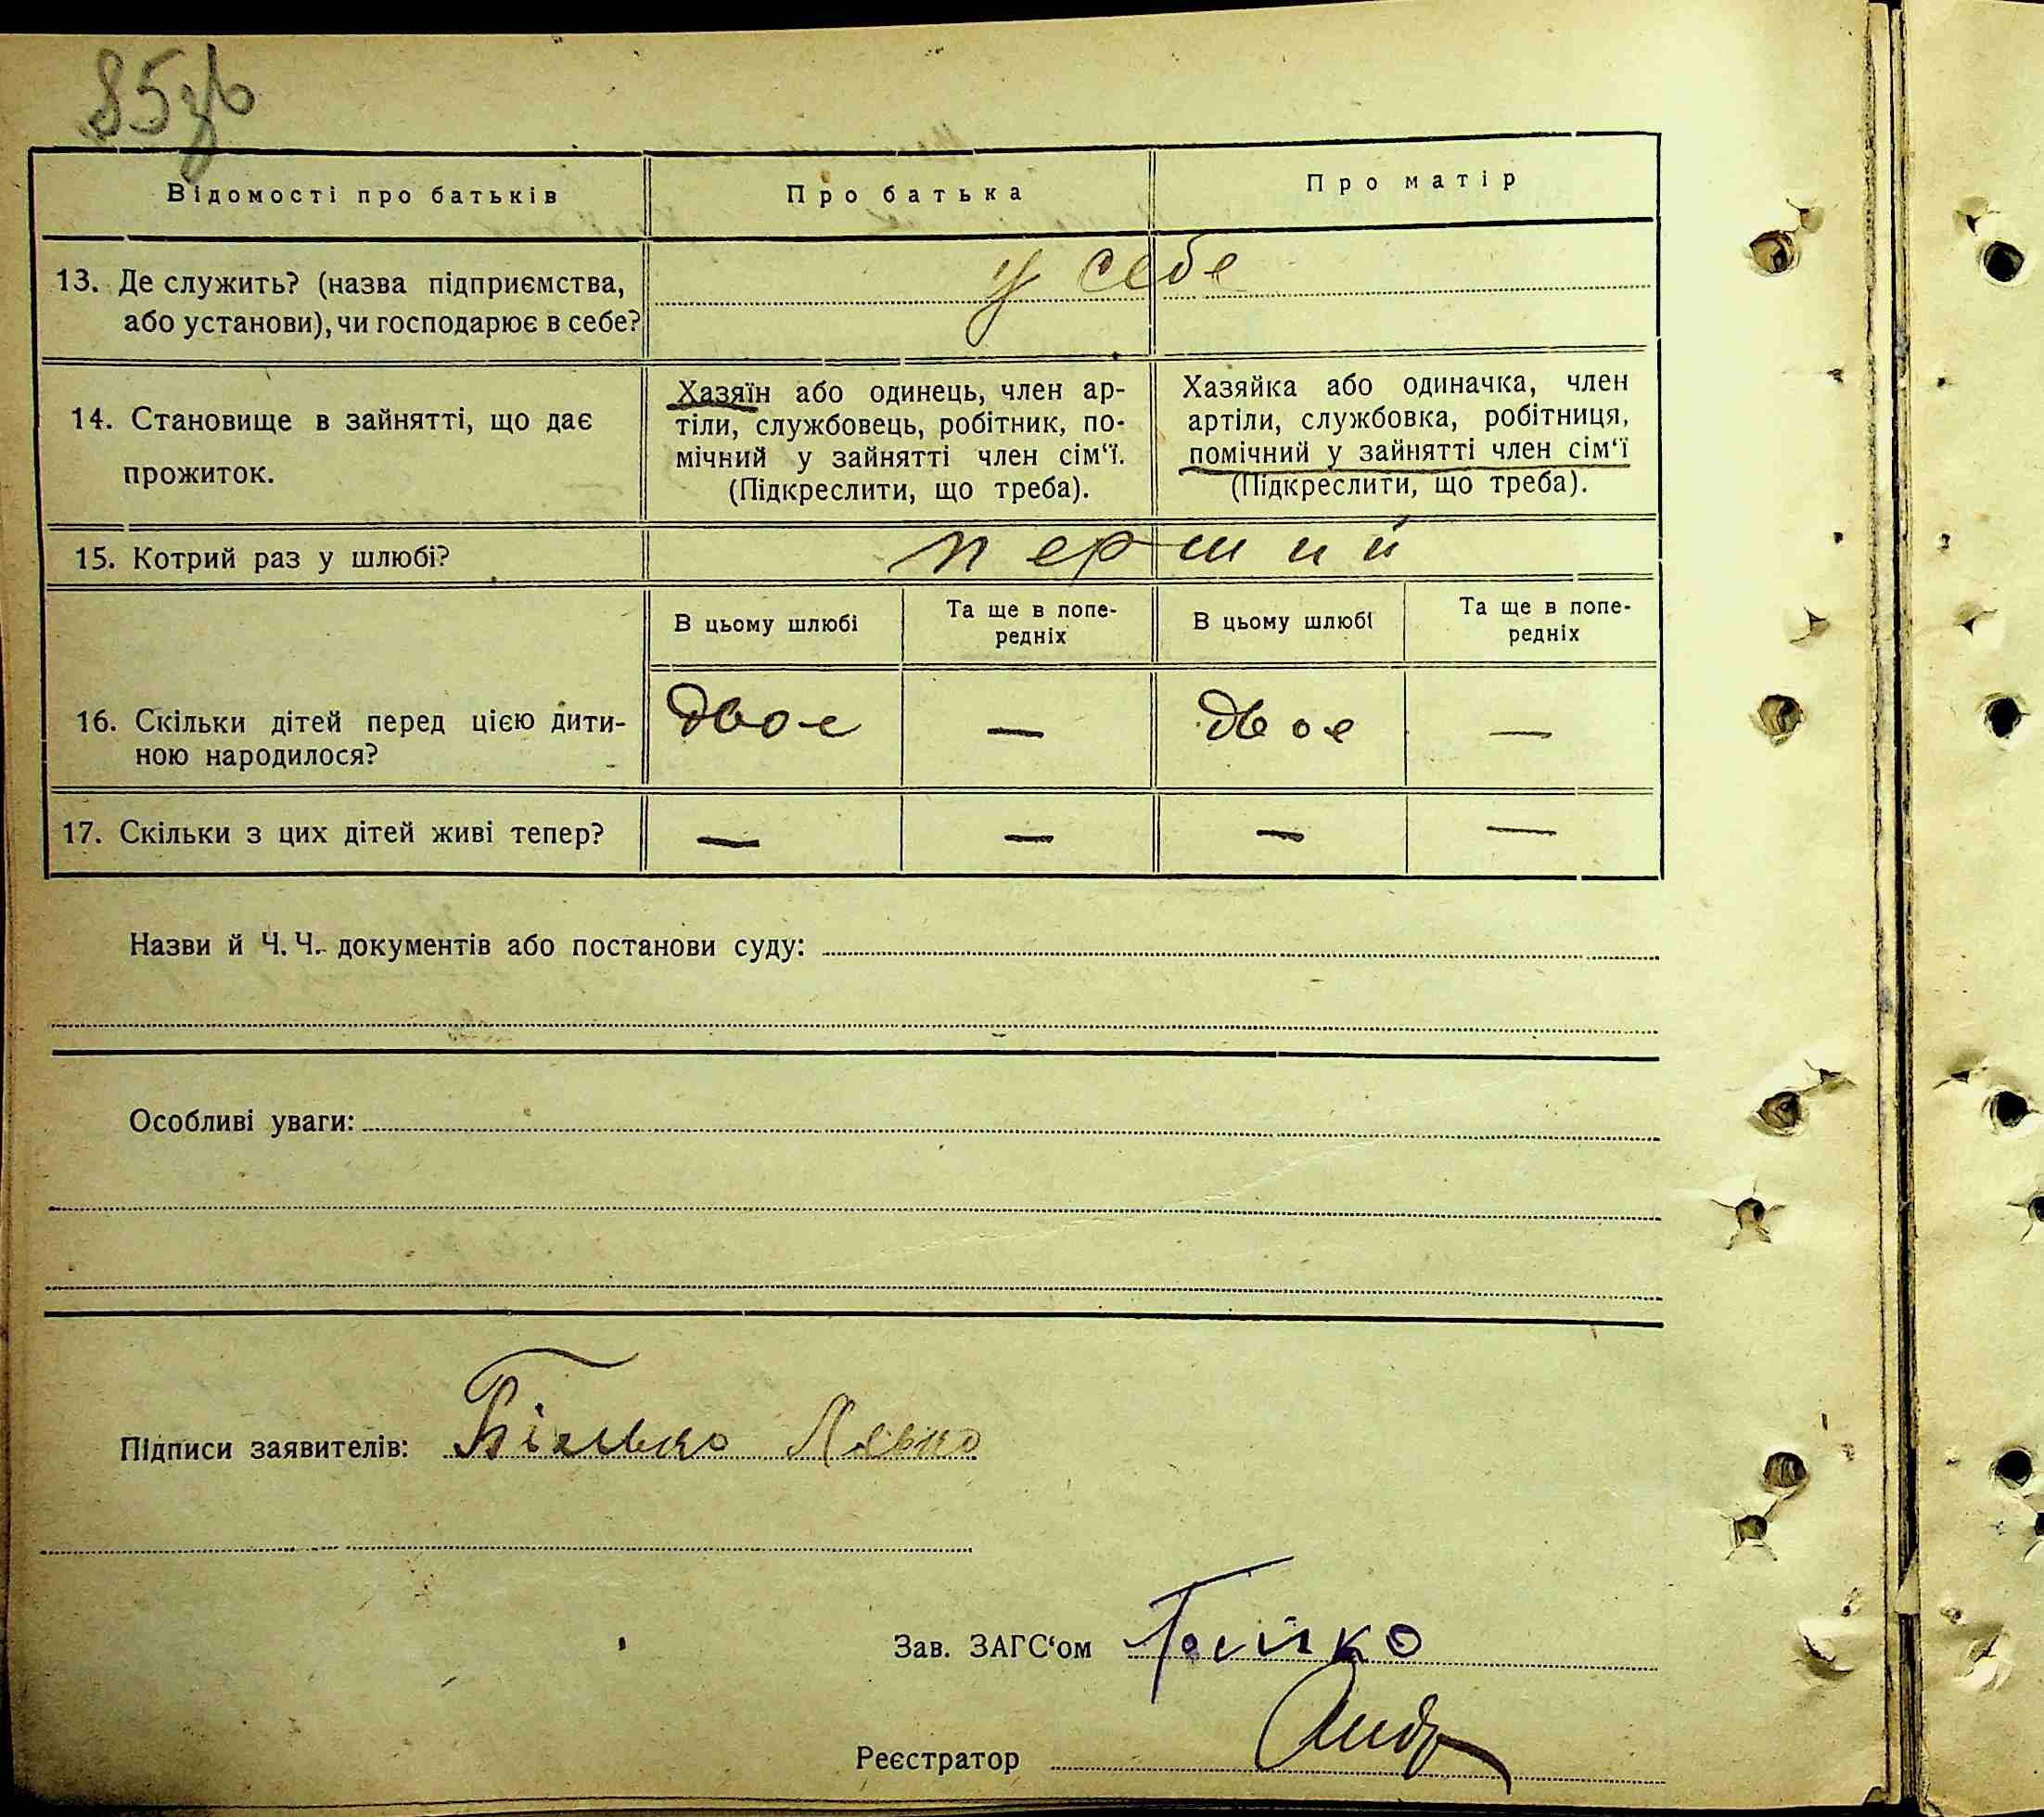 85зв
Відомості про батьків
Про батька
Про матір
13. Де служить? (назва підприємства,
або установи), чи господарює в себе?
у себе
14. Становище в зайнятті, що дає
прожиток.
Хазяїн або одинець, член ар-
тіли, службовець, робітник, по-
мічний у зайнятті член сім‘ї.
(Підкреслити, що треба).
Хазяйка або одиначка, член
артіли, службовка, робітниця,
помічний у зайнятті член сім‘ї
(Підкреслити, що треба).
15. Котрий раз у шлюбі?
перший
В цьому шлюбі
Та ще в попе-
редніх
В цьому шлюбі
Та ще в попе-
редніх
16. Скільки дітей перед цією дити-
ною народилося?
двоє
—
двоє
—
17. Скільки з цих дітей живі тепер?
—
—
—
—
Назви й Ч. Ч. документів або постанови суду:
Особливі уваги:
Підписи заявителів: Білько
Зав. ЗАГС‘ом
Реєстратор